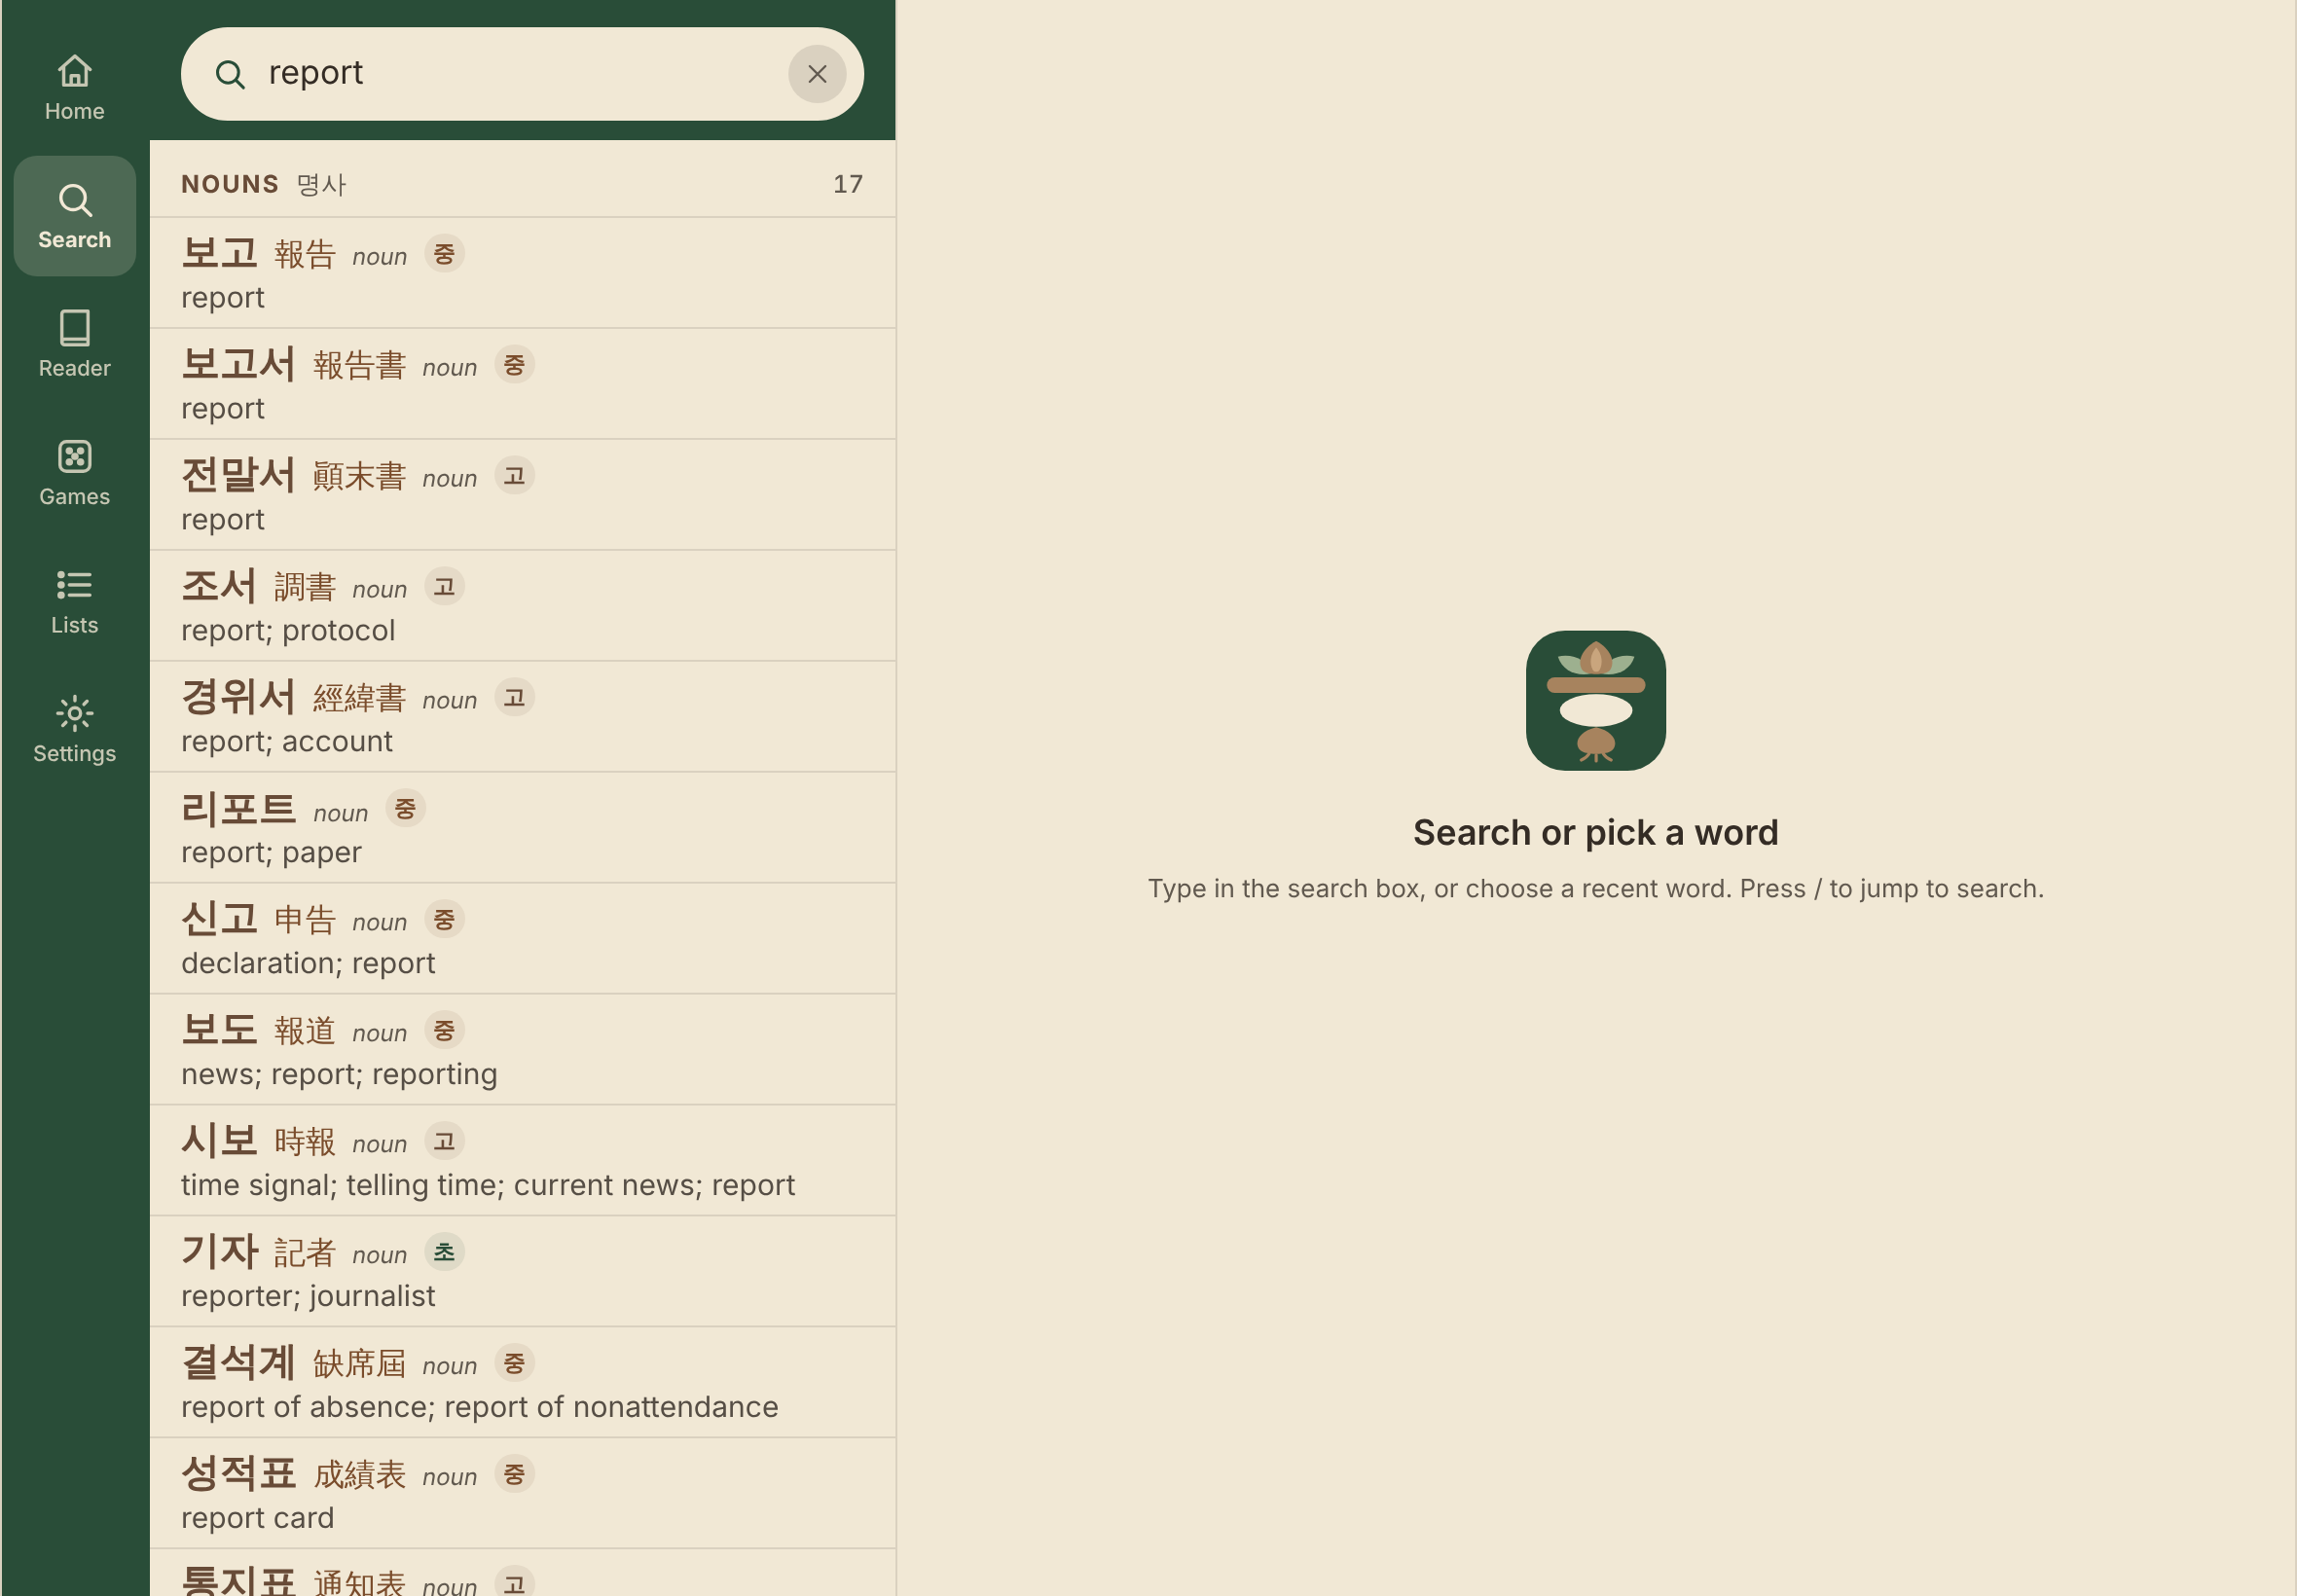 Home
Search
Reader
Games
Lists
Settings
report
NOUNS 명사 17
보고 報告 noun 중
report
보고서 報告書 noun 중
report
전말서 顚末書 noun 고
report
조서 調書 noun 고
report; protocol
경위서 經緯書 noun 고
report; account
리포트 noun 중
report; paper
신고 申告 noun 중
declaration; report
보도 報道 noun 중
news; report; reporting
시보 時報 noun 고
time signal; telling time; current news; report
기자 記者 noun 초
reporter; journalist
결석계 缺席屆 noun 중
report of absence; report of nonattendance
성적표 成績表 noun 중
report card
통지표 通知表 noun 고
Search or pick a word
Type in the search box, or choose a recent word. Press / to jump to search.